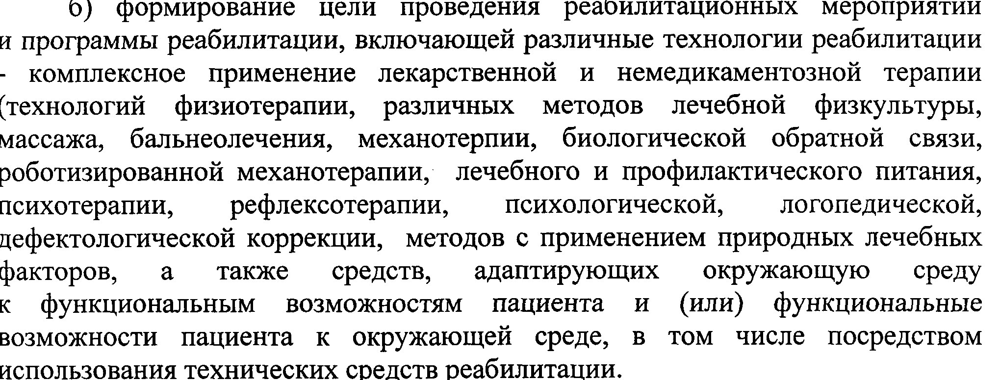 б) формирование цели проведения реабилитационных мероприятий
и программы реабилитации, включающей различные технологии реабилитации
- комплексное применение лекарственной и немедикаментозной терапии
(технологий физиотерапии, различных методов лечебной физкультуры,
массажа, бальнеолечения, механотерпии, биологической обратной связи,
роботизированной механотерапии, лечебного и профилактического питания,
психотерапии, рефлексотерапии, психологической, логопедической,
дефектологической коррекции, методов с применением природных лечебных
факторов, а также средств, адаптирующих окружающую среду
к функциональным возможностям пациента и (или) функциональные
возможности пациента к окружающей среде, в том числе посредством
использования технических средств реабилитации.